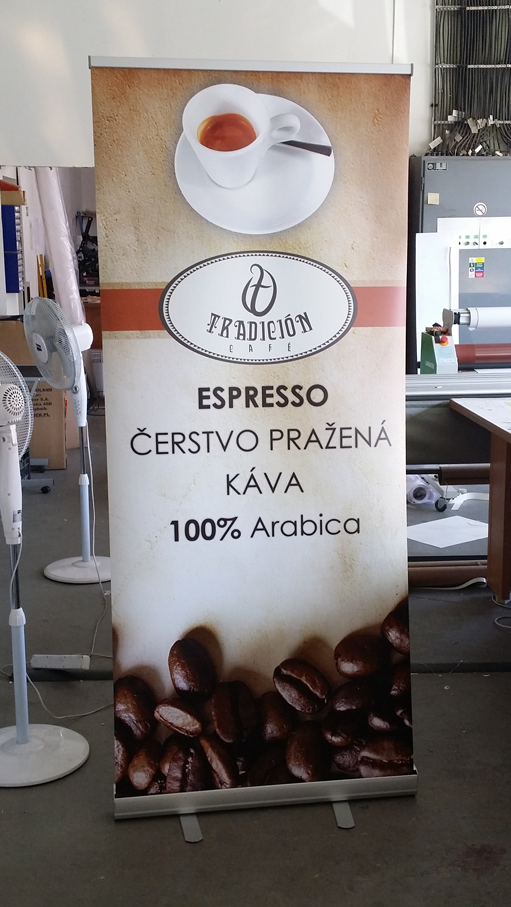 TRADICIÓN
CAFÉ
ESPRESSO
ČERSTVO PRAŽENÁ
KÁVA
100% Arabica